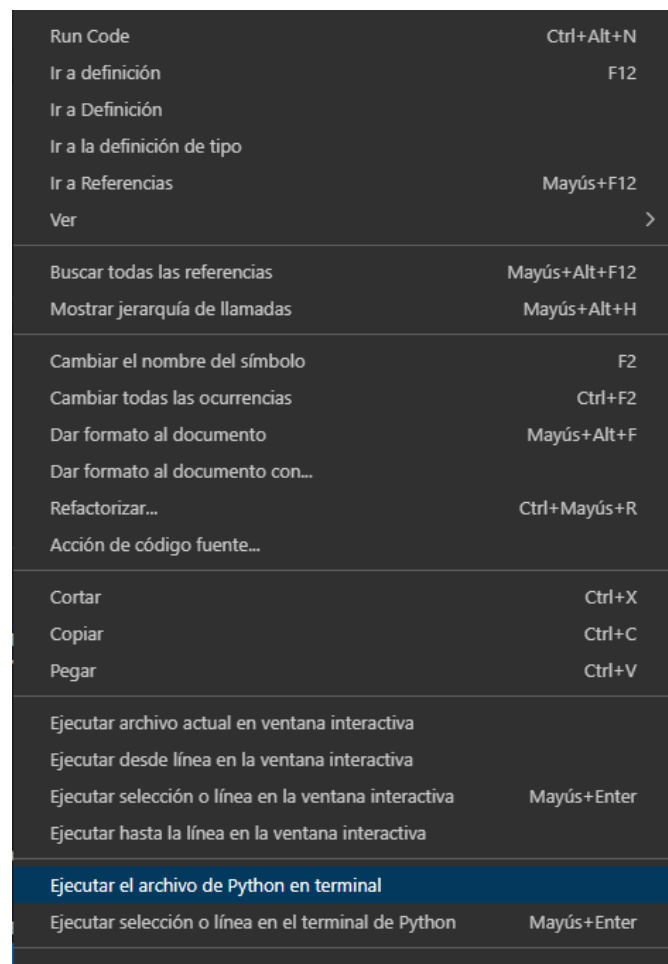 Run Code Ctrl+Alt+N
Ir a definición F12
Ir a Definición
Ir a la definición de tipo
Ir a Referencias Mayús+F12
Ver
Buscar todas las referencias Mayús+Alt+F12
Mostrar jerarquía de llamadas Mayús+Alt+H
Cambiar el nombre del símbolo F2
Cambiar todas las ocurrencias Ctrl+F2
Dar formato al documento Mayús+Alt+F
Dar formato al documento con...
Refactorizar... Ctrl+Mayús+R
Acción de código fuente...
Cortar Ctrl+X
Copiar Ctrl+C
Pegar Ctrl+V
Ejecutar archivo actual en ventana interactiva
Ejecutar desde línea en la ventana interactiva
Ejecutar selección o línea en la ventana interactiva Mayús+Enter
Ejecutar hasta la línea en la ventana interactiva
Ejecutar el archivo de Python en terminal
Ejecutar selección o línea en el terminal de Python Mayús+Enter